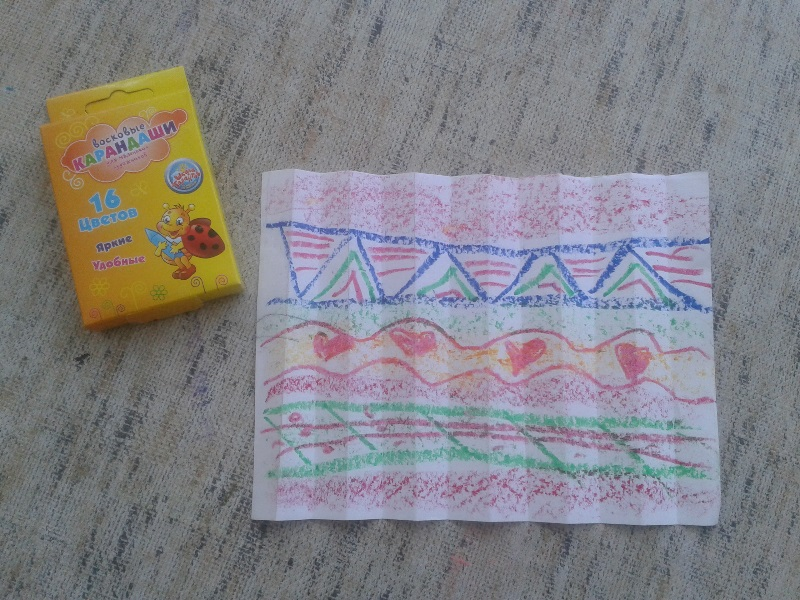 восковые
КАРАНДАШИ
16
Цветов
Яркие
Удобные